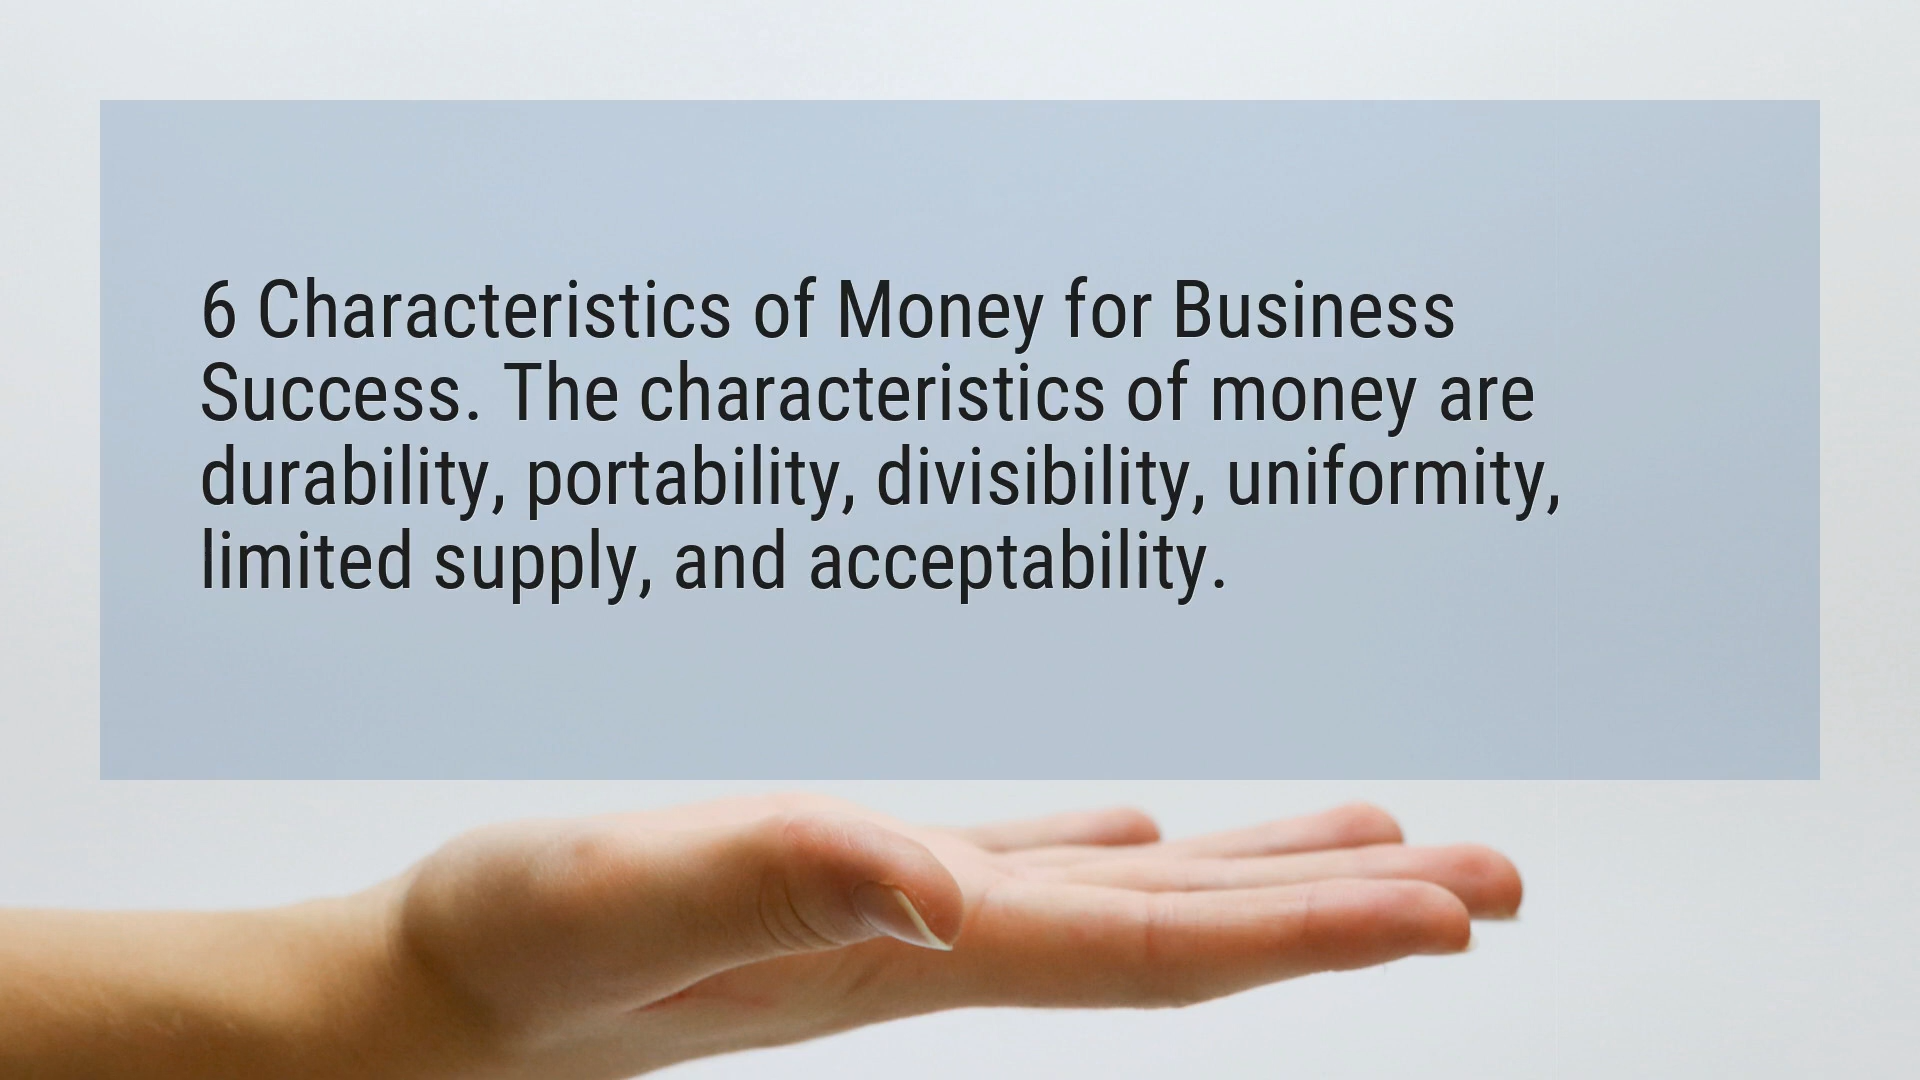 6 Characteristics of Money for Business
Success. The characteristics of money are
durability, portability, divisibility, uniformity,
limited supply, and acceptability.